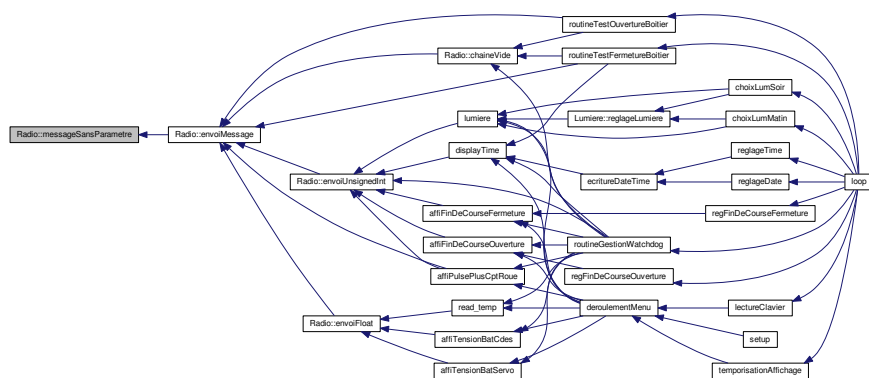 Radio::messageSansParametre
Radio::envoiMessage
Radio::chaineVide
routineTestOuvertureBoitier
routineTestFermetureBoitier
lumiere
Lumiere::reglageLumiere
choixLumSoir
choixLumMatin
displayTime
Radio::envoiUnsignedInt
ecritureDateTime
reglageTime
reglageDate
loop
affiFinDeCourseFermeture
regFinDeCourseFermeture
affiFinDeCourseOuverture
routineGestionWatchdog
affiPulsePlusCptRoue
regFinDeCourseOuverture
read_temp
deroulementMenu
lectureClavier
Radio::envoiFloat
affiTensionBatCdes
setup
affiTensionBatServo
temporisationAffichage